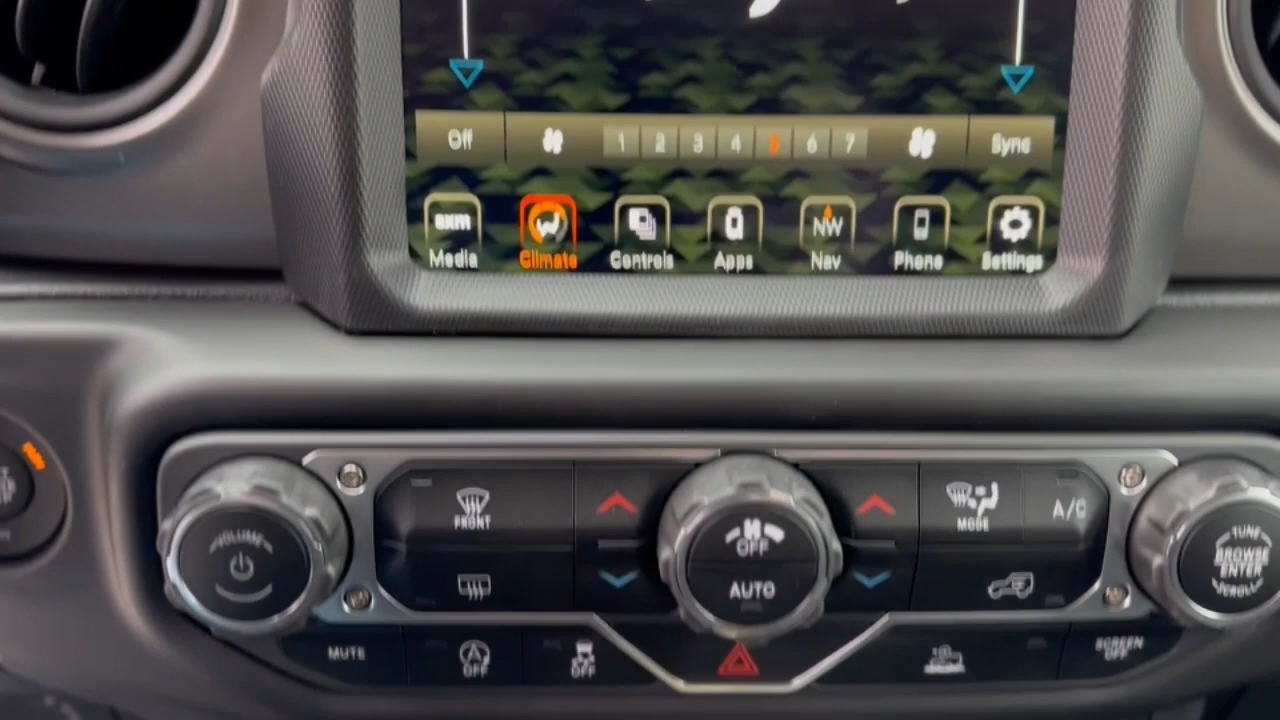 Off 1 2 3 4 5 6 7 Sync
sxm NW
Media Climate Controls Apps Nav Phone Settings
VOLUME
FRONT
OFF
AUTO
MODE
A/C
TUNE
BROWSE
ENTER
SCROLL
MUTE
OFF
OFF
SCREEN
OFF